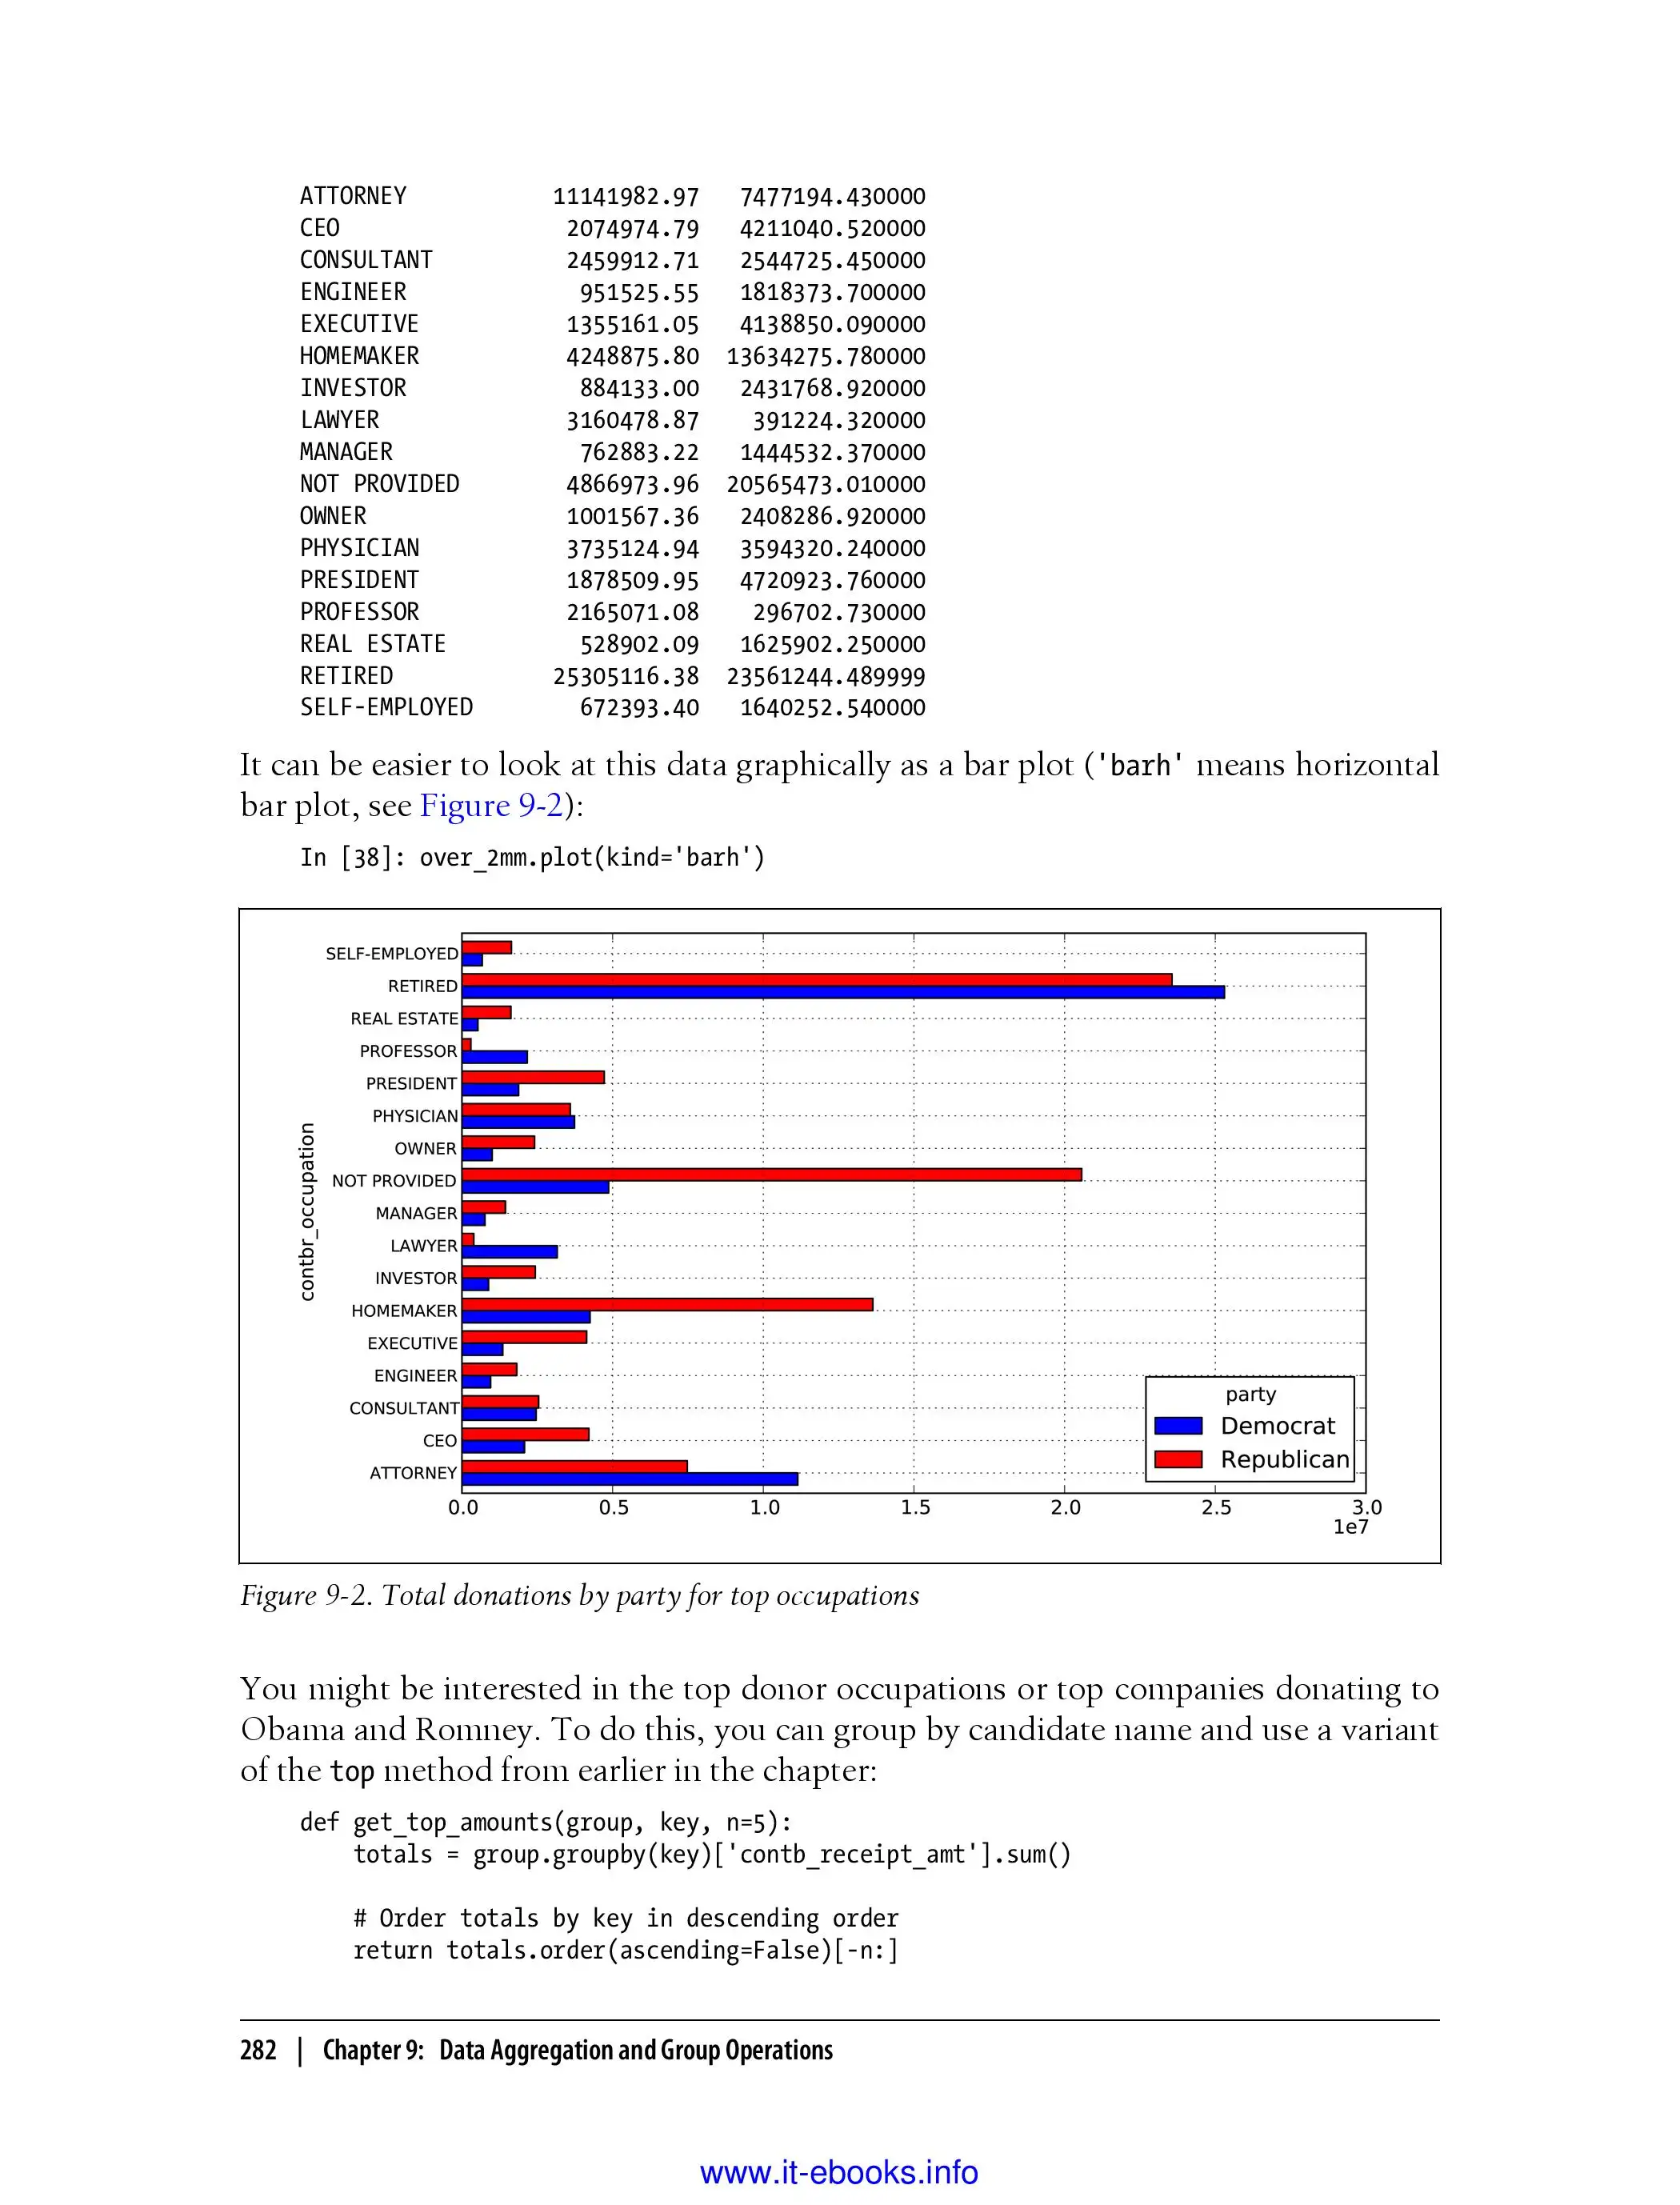 ATTORNEY 11141982.97 7477194.430000
CEO 2074974.79 4211040.520000
CONSULTANT 2459912.71 2544725.450000
ENGINEER 951525.55 1818373.700000
EXECUTIVE 1355161.05 4138850.090000
HOMEMAKER 4248875.80 13634275.780000
INVESTOR 884133.00 2431768.920000
LAWYER 3160478.87 391224.320000
MANAGER 762883.22 1444532.370000
NOT PROVIDED 4866973.96 20565473.010000
OWNER 1001567.36 2408286.920000
PHYSICIAN 3735124.94 3594320.240000
PRESIDENT 1878509.95 4720923.760000
PROFESSOR 2165071.08 296702.730000
REAL ESTATE 528902.09 1625902.250000
RETIRED 25305116.38 23561244.489999
SELF-EMPLOYED 672393.40 1640252.540000
It can be easier to look at this data graphically as a bar plot ('barh' means horizontal
bar plot, see Figure 9-2):
In [38]: over_2mm.plot(kind='barh')
contbr_occupation
SELF-EMPLOYED
RETIRED
REAL ESTATE
PROFESSOR
PRESIDENT
PHYSICIAN
OWNER
NOT PROVIDED
MANAGER
LAWYER
INVESTOR
HOMEMAKER
EXECUTIVE
ENGINEER
CONSULTANT
CEO
ATTORNEY
party
Democrat
Republican
0.0 0.5 1.0 1.5 2.0 2.5 3.0
1e7
Figure 9-2. Total donations by party for top occupations
You might be interested in the top donor occupations or top companies donating to
Obama and Romney. To do this, you can group by candidate name and use a variant
of the top method from earlier in the chapter:
def get_top_amounts(group, key, n=5):
    totals = group.groupby(key)['contb_receipt_amt'].sum()
    # Order totals by key in descending order
    return totals.order(ascending=False)[-n:]
282 | Chapter 9: Data Aggregation and Group Operations
www.it-ebooks.info